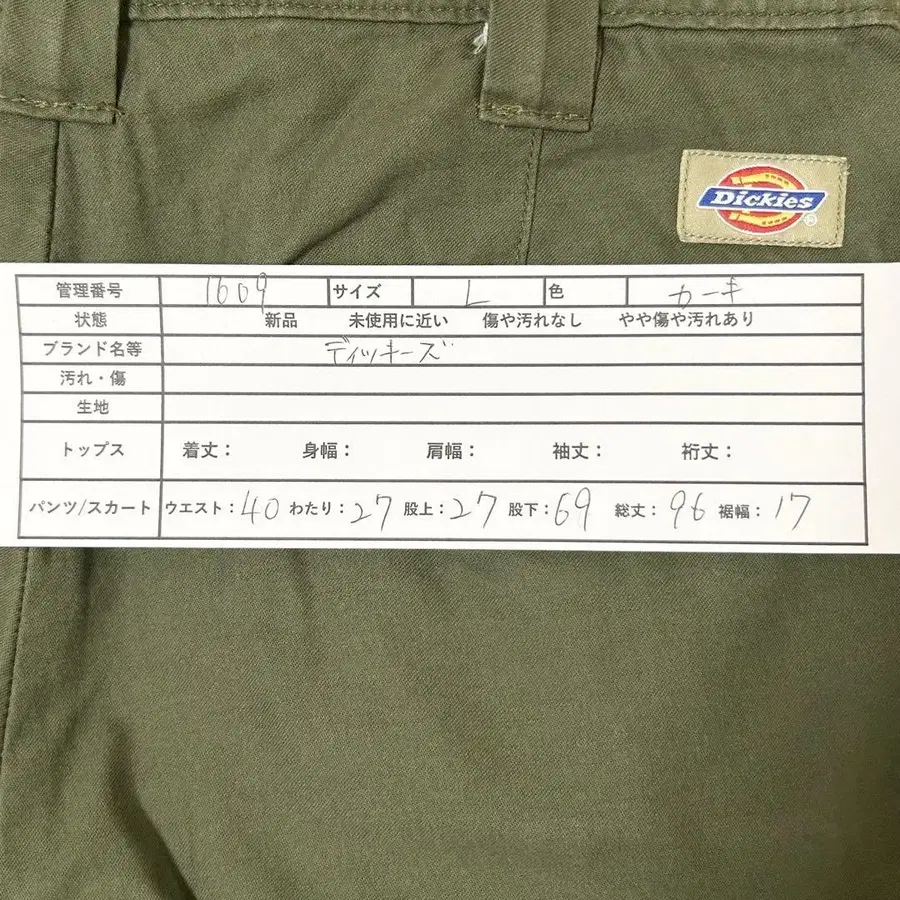 Dickies®
管理番号 1609 サイズ L 色 カーキ
状態 新品 未使用に近い 傷や汚れなし やや傷や汚れあり
ブランド名等 ディッキーズ
汚れ・傷
生地
トップス 着丈: 身幅: 肩幅: 袖丈: 裄丈:
パンツ/スカート ウエスト:40 わたり:27 股上:27 股下:69 総丈:96 裾幅:17